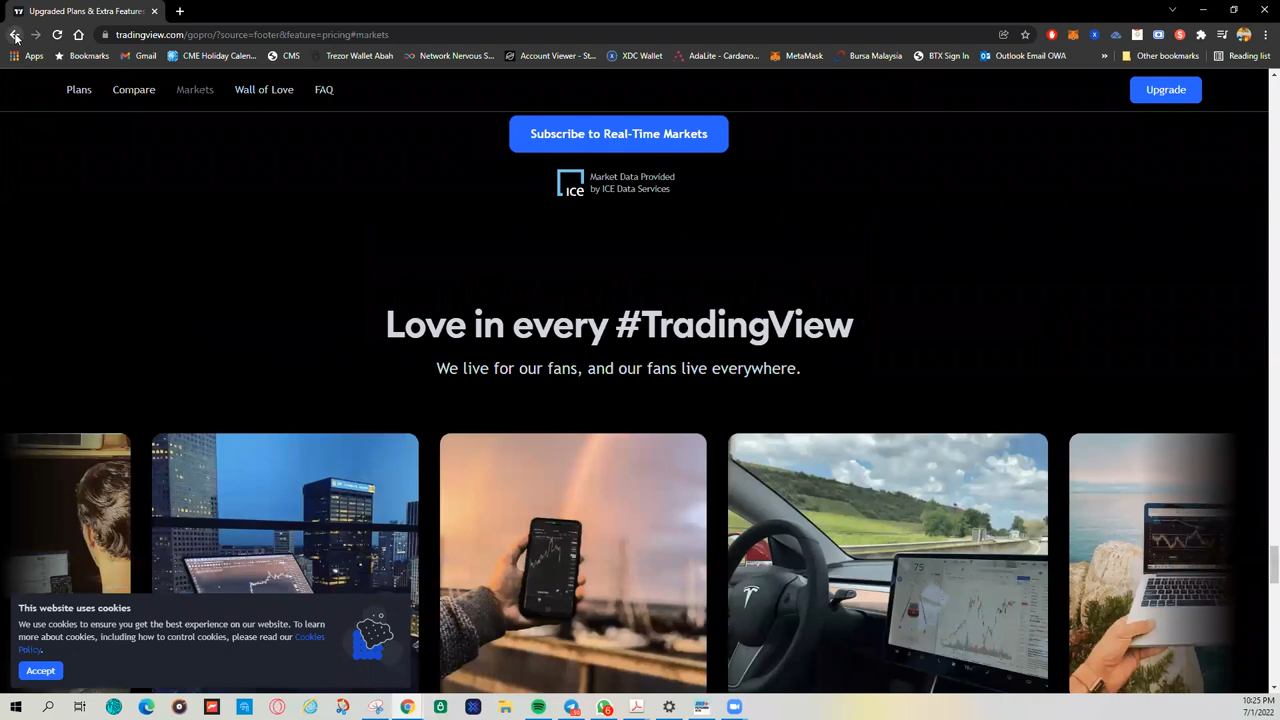 Upgraded Plans & Extra Features
tradingview.com/gopro/?source=footer&feature=pricing#markets
Apps
Bookmarks
Gmail
CME Holiday Calen...
CMS
Trezor Wallet Abah
Network Nervous S...
Account Viewer - St...
XDC Wallet
AdaLite - Cardano...
MetaMask
Bursa Malaysia
BTX Sign In
Outlook Email OWA
»
Other bookmarks
Reading list
Plans
Compare
Markets
Wall of Love
FAQ
Upgrade
Subscribe to Real-Time Markets
ICE
Market Data Provided
by ICE Data Services
Love in every #TradingView
We live for our fans, and our fans live everywhere.
75
This website uses cookies
We use cookies to ensure you get the best experience on our website. To learn
more about cookies, including how to control cookies, please read our Cookies
Policy.
Accept
10:25 PM
7/1/2022